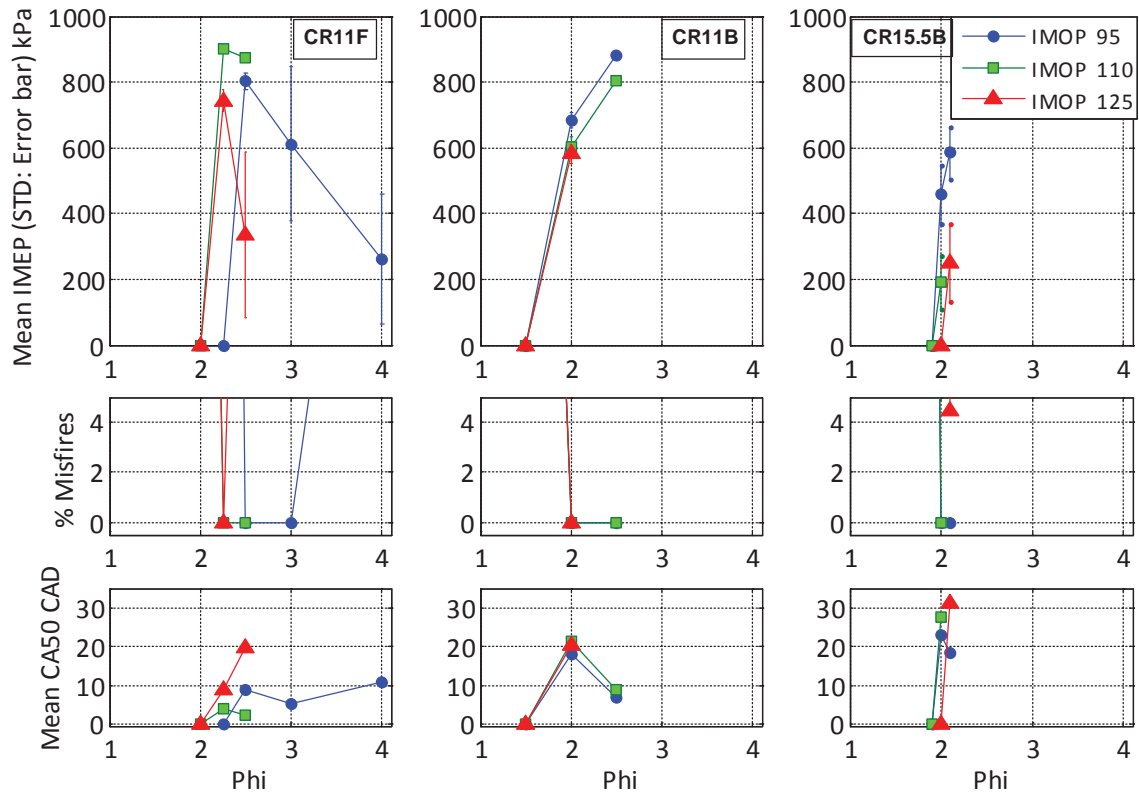 Mean IMEP (STD: Error bar) kPa
1000
800
600
400
200
0
1 2 3 4
CR11F
1000
800
600
400
200
0
1 2 3 4
CR11B
1000
800
600
400
200
0
1 2 3 4
CR15.5B
IMOP 95
IMOP 110
IMOP 125
% Misfires
4
2
0
1 2 3 4
4
2
0
1 2 3 4
4
2
0
1 2 3 4
Mean CA50 CAD
30
20
10
0
1 2 3 4
Phi
30
20
10
0
1 2 3 4
Phi
30
20
10
0
1 2 3 4
Phi